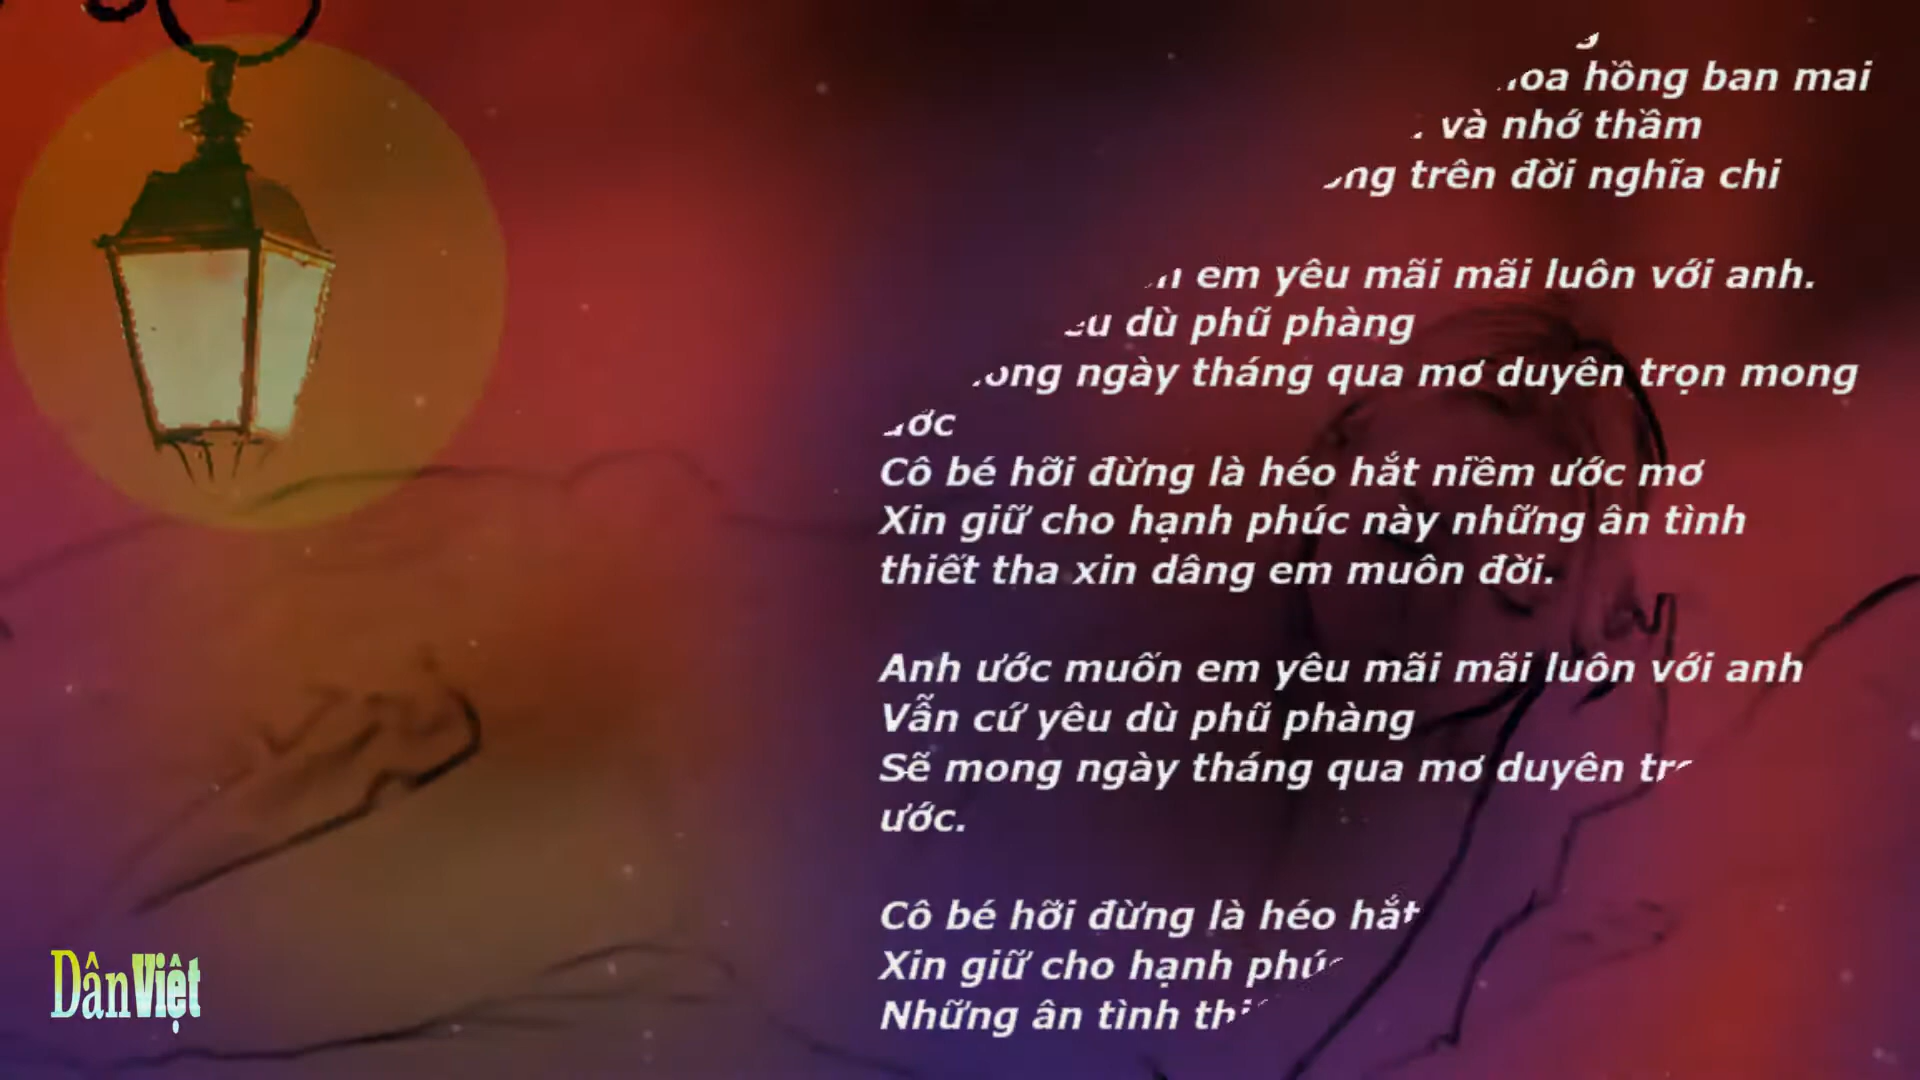 hồng ban mai
và nhớ thầm
trên đời nghĩa chi
em yêu mãi mãi luôn với anh.
dù phũ phàng
ngày tháng qua mơ duyên trọn mong
Cô bé hỡi đừng là héo hắt niềm ước mơ
Xin giữ cho hạnh phúc này những ân tình
thiết tha xin dâng em muôn đời.
Anh ước muốn em yêu mãi mãi luôn với anh
Vẫn cứ yêu dù phũ phàng
Sẽ mong ngày tháng qua mơ duyên
ước.
Cô bé hỡi đừng là héo hắt
Xin giữ cho hạnh phúc
Những ân tình
DânViệt